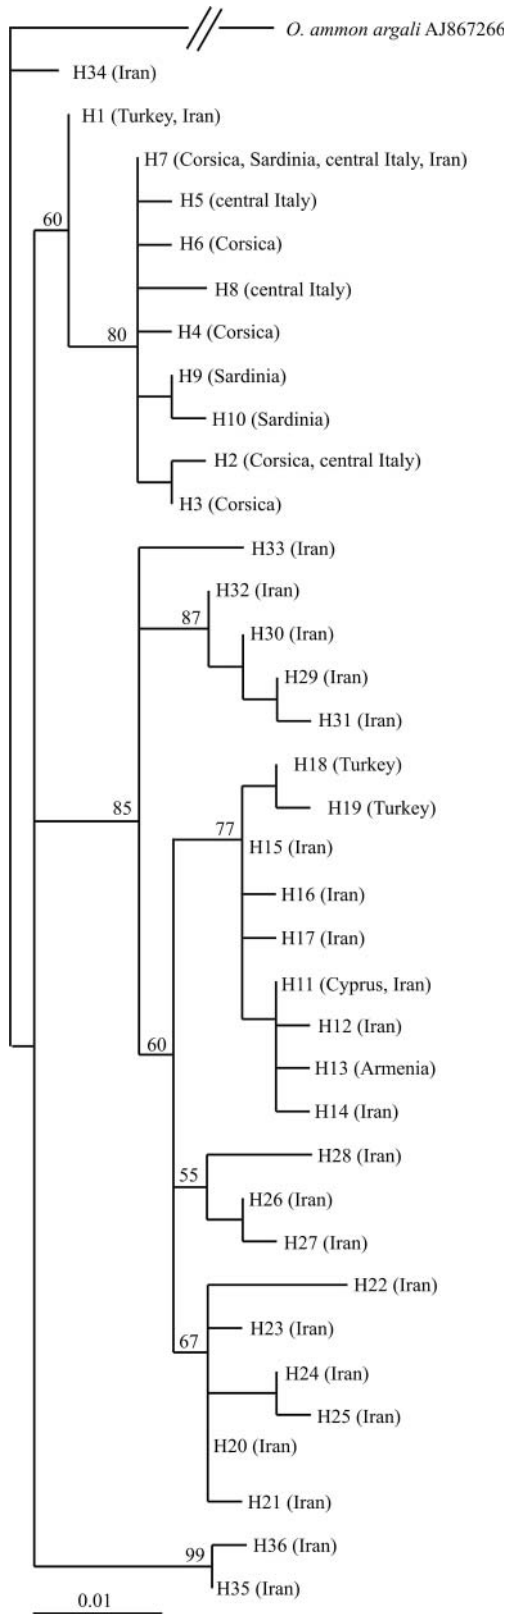 O. ammon argali AJ867266
H34 (Iran)
H1 (Turkey, Iran)
H7 (Corsica, Sardinia, central Italy, Iran)
H5 (central Italy)
60
H6 (Corsica)
H8 (central Italy)
80
H4 (Corsica)
H9 (Sardinia)
H10 (Sardinia)
H2 (Corsica, central Italy)
H3 (Corsica)
H33 (Iran)
H32 (Iran)
87
H30 (Iran)
H29 (Iran)
H31 (Iran)
H18 (Turkey)
85
H19 (Turkey)
77
H15 (Iran)
H16 (Iran)
H17 (Iran)
H11 (Cyprus, Iran)
H12 (Iran)
60
H13 (Armenia)
H14 (Iran)
H28 (Iran)
55
H26 (Iran)
H27 (Iran)
H22 (Iran)
H23 (Iran)
67
H24 (Iran)
H25 (Iran)
H20 (Iran)
H21 (Iran)
H36 (Iran)
99
H35 (Iran)
0.01